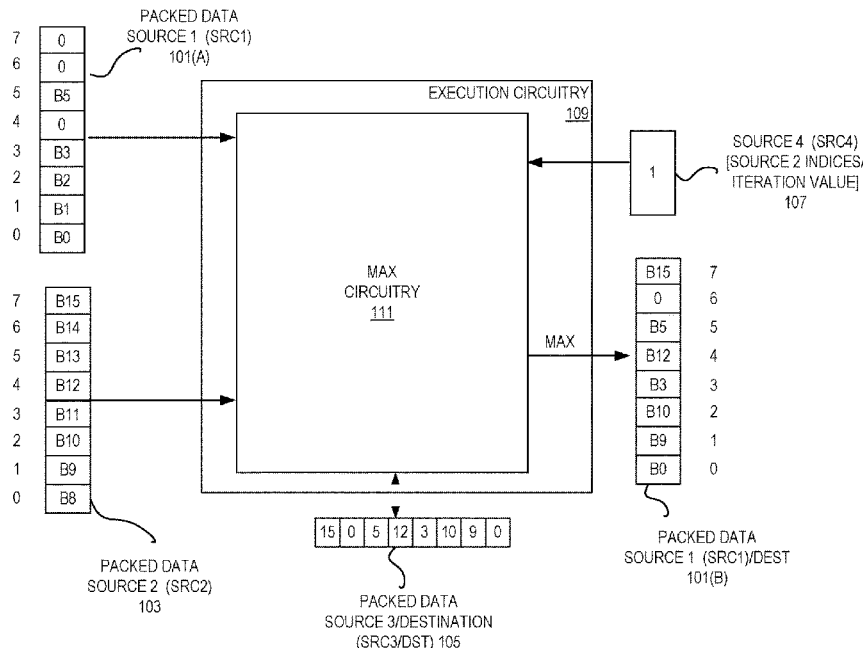 PACKED DATA
SOURCE 1 (SRC1)
101(A)
7 0
6 0
5 B5
4 0
3 B3
2 B2
1 B1
0 B0
EXECUTION CIRCUITRY
109
1
SOURCE 4 (SRC4)
[SOURCE 2 INDICES/
ITERATION VALUE]
107
MAX
CIRCUITRY
111
MAX
7 B15
6 B14
5 B13
4 B12
3 B11
2 B10
1 B9
0 B8
PACKED DATA
SOURCE 2 (SRC2)
103
B15 7
0 6
B5 5
B12 4
B3 3
B10 2
B9 1
B0 0
PACKED DATA
SOURCE 1 (SRC1)/DEST
101(B)
15 0 5 12 3 10 9 0
PACKED DATA
SOURCE 3/DESTINATION
(SRC3/DST) 105